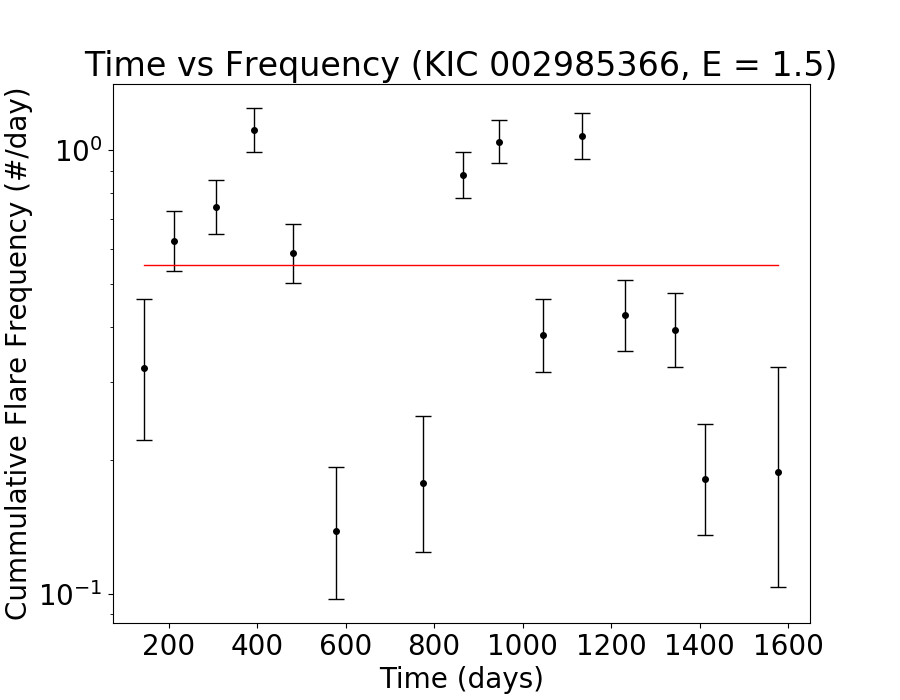 Time vs Frequency (KIC 002985366, E = 1.5)
Cummulative Flare Frequency (#/day)
10⁰
10⁻¹
200 400 600 800 1000 1200 1400 1600
Time (days)